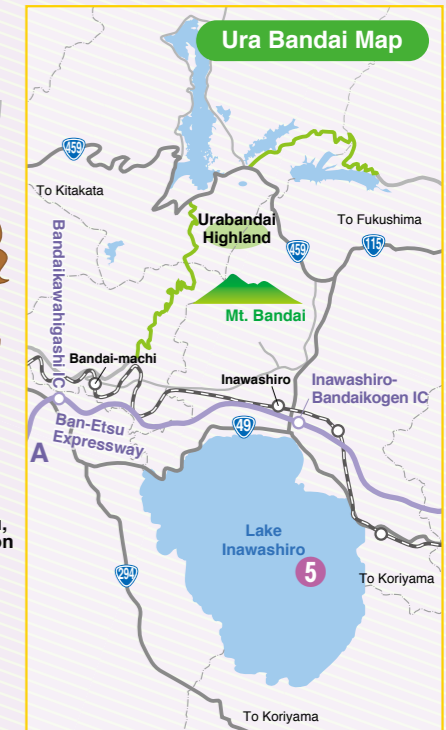 Ura Bandai Map
459
To Kitakata
Urabandai
Highland
To Fukushima
459
115
Bandaikawahigashi IC
Mt. Bandai
Bandai-machi
Inawashiro
Inawashiro-
Bandaikogen IC
Ban-Etsu
Expressway
A
49
Lake
Inawashiro
5
294
To Koriyama
To Koriyama
on